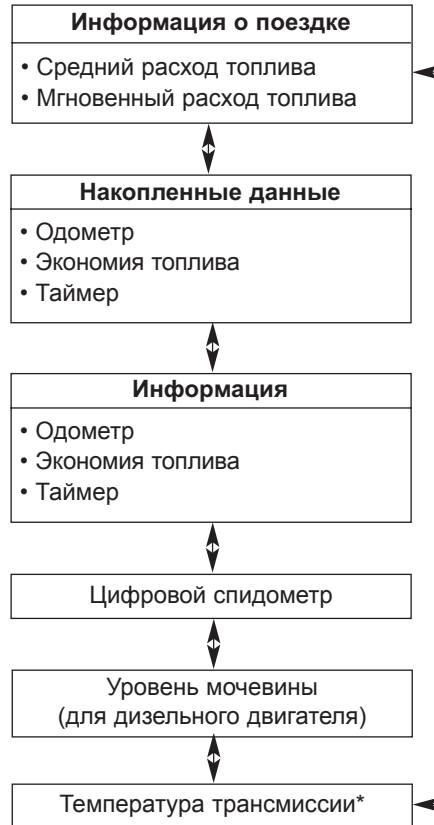 Информация о поездке
• Средний расход топлива
• Мгновенный расход топлива
Накопленные данные
• Одометр
• Экономия топлива
• Таймер
Информация
• Одометр
• Экономия топлива
• Таймер
Цифровой спидометр
Уровень мочевины
(для дизельного двигателя)
Температура трансмиссии*